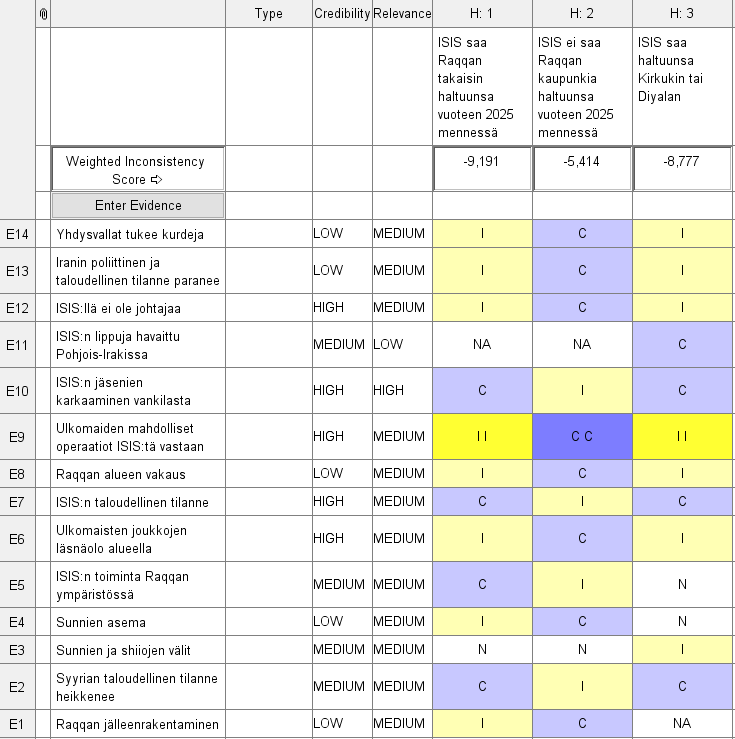 Type Credibility Relevance H: 1 H: 2 H: 3
ISIS saa ISIS ei saa ISIS saa
Raqqan Raqqan haltuunsa
takaisin kaupunkia Kirkukin tai
haltuunsa haltuunsa Diyalan
vuoteen 2025 vuoteen 2025
mennessä mennessä
Weighted Inconsistency
Score ⇨ -9,191 -5,414 -8,777
Enter Evidence
E14 Yhdysvallat tukee kurdeja LOW MEDIUM I C I
E13 Iranin poliittinen ja
taloudellinen tilanne paranee LOW MEDIUM I C I
E12 ISIS:llä ei ole johtajaa HIGH MEDIUM I C I
E11 ISIS:n lippuja havaittu
Pohjois-Irakissa MEDIUM LOW NA NA C
E10 ISIS:n jäsenien
karkaaminen vankilasta HIGH HIGH C I C
E9 Ulkomaiden mahdolliset
operaatiot ISIS:tä vastaan HIGH MEDIUM I I C C I I
E8 Raqqan alueen vakaus LOW MEDIUM I C I
E7 ISIS:n taloudellinen tilanne HIGH MEDIUM C I C
E6 Ulkomaisten joukkojen
läsnäolo alueella HIGH MEDIUM I C I
E5 ISIS:n toiminta Raqqan
ympäristössä MEDIUM MEDIUM C I N
E4 Sunnien asema LOW MEDIUM I C N
E3 Sunnien ja shiiojen välit MEDIUM MEDIUM N N I
E2 Syyrian taloudellinen tilanne
heikkenee MEDIUM MEDIUM C I C
E1 Raqqan jälleenrakentaminen LOW MEDIUM I C NA